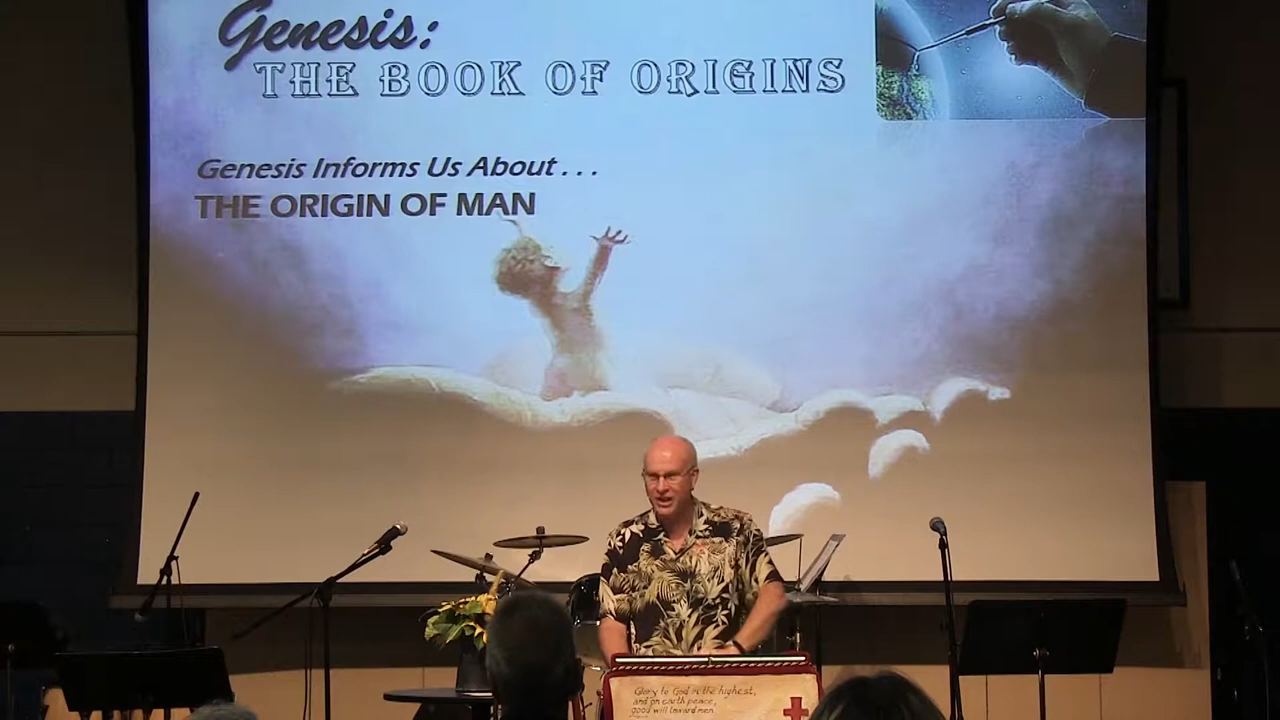 Genesis:
THE BOOK OF ORIGINS
Genesis Informs Us About . . .
THE ORIGIN OF MAN
Glory to God in the highest,
and on earth peace,
good will toward men